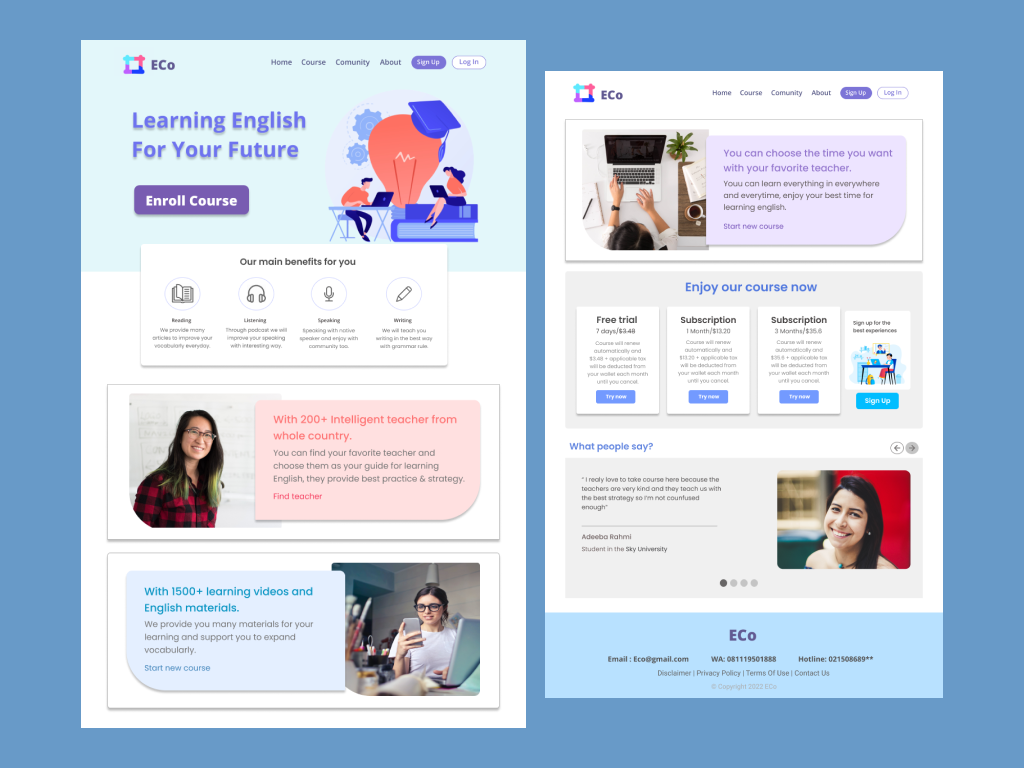 ECo
Home Course Comunity About Sign Up Log In
Learning English
For Your Future
Enroll Course
Our main benefits for you
Reading
We provide many
articles to improve your
vocabulary everyday.
Listening
Through podcast we will
improve your speaking
with interesting way.
Speaking
Speaking with native
speaker and enjoy with
community too.
Writing
We will teach you
writing in the best way
with grammar rule.
With 200+ Intelligent teacher from
whole country.
You can find your favorite teacher and
choose them as your guide for learning
English, they provide best practice & strategy.
Find teacher
With 1500+ learning videos and
English materials.
We provide you many materials for your
learning and support you to expand
vocabulary.
Start new course
ECo
Home Course Comunity About Sign Up Log In
You can choose the time you want
with your favorite teacher.
Youu can learn everything in everywhere
and everytime, enjoy your best time for
learning english.
Start new course
Enjoy our course now
Free trial
7 days/$3.48
Course will renew
automatically and
$3.48 + applicable tax
will be deducted from
your wallet each month
until you cancel.
Try now
Subscription
1 Month/$13.20
Course will renew
automatically and
$13.20 + applicable tax
will be deducted from
your wallet each month
until you cancel.
Try now
Subscription
3 Months/$35.6
Course will renew
automatically and
$35.6 + applicable tax
will be deducted from
your wallet each month
until you cancel.
Try now
Sign up for the
best experiences
Sign Up
What people say?
" I realy love to take course here because the
teachers are very kind and they teach us with
the best strategy so I'm not counfused
enough"
Adeeba Rahmi
Student in the Sky University
ECo
Email : Eco@gmail.com WA: 081119501888 Hotline: 021508689**
Disclaimer | Privacy Policy | Terms Of Use | Contact Us
© Copyright 2022 ECo